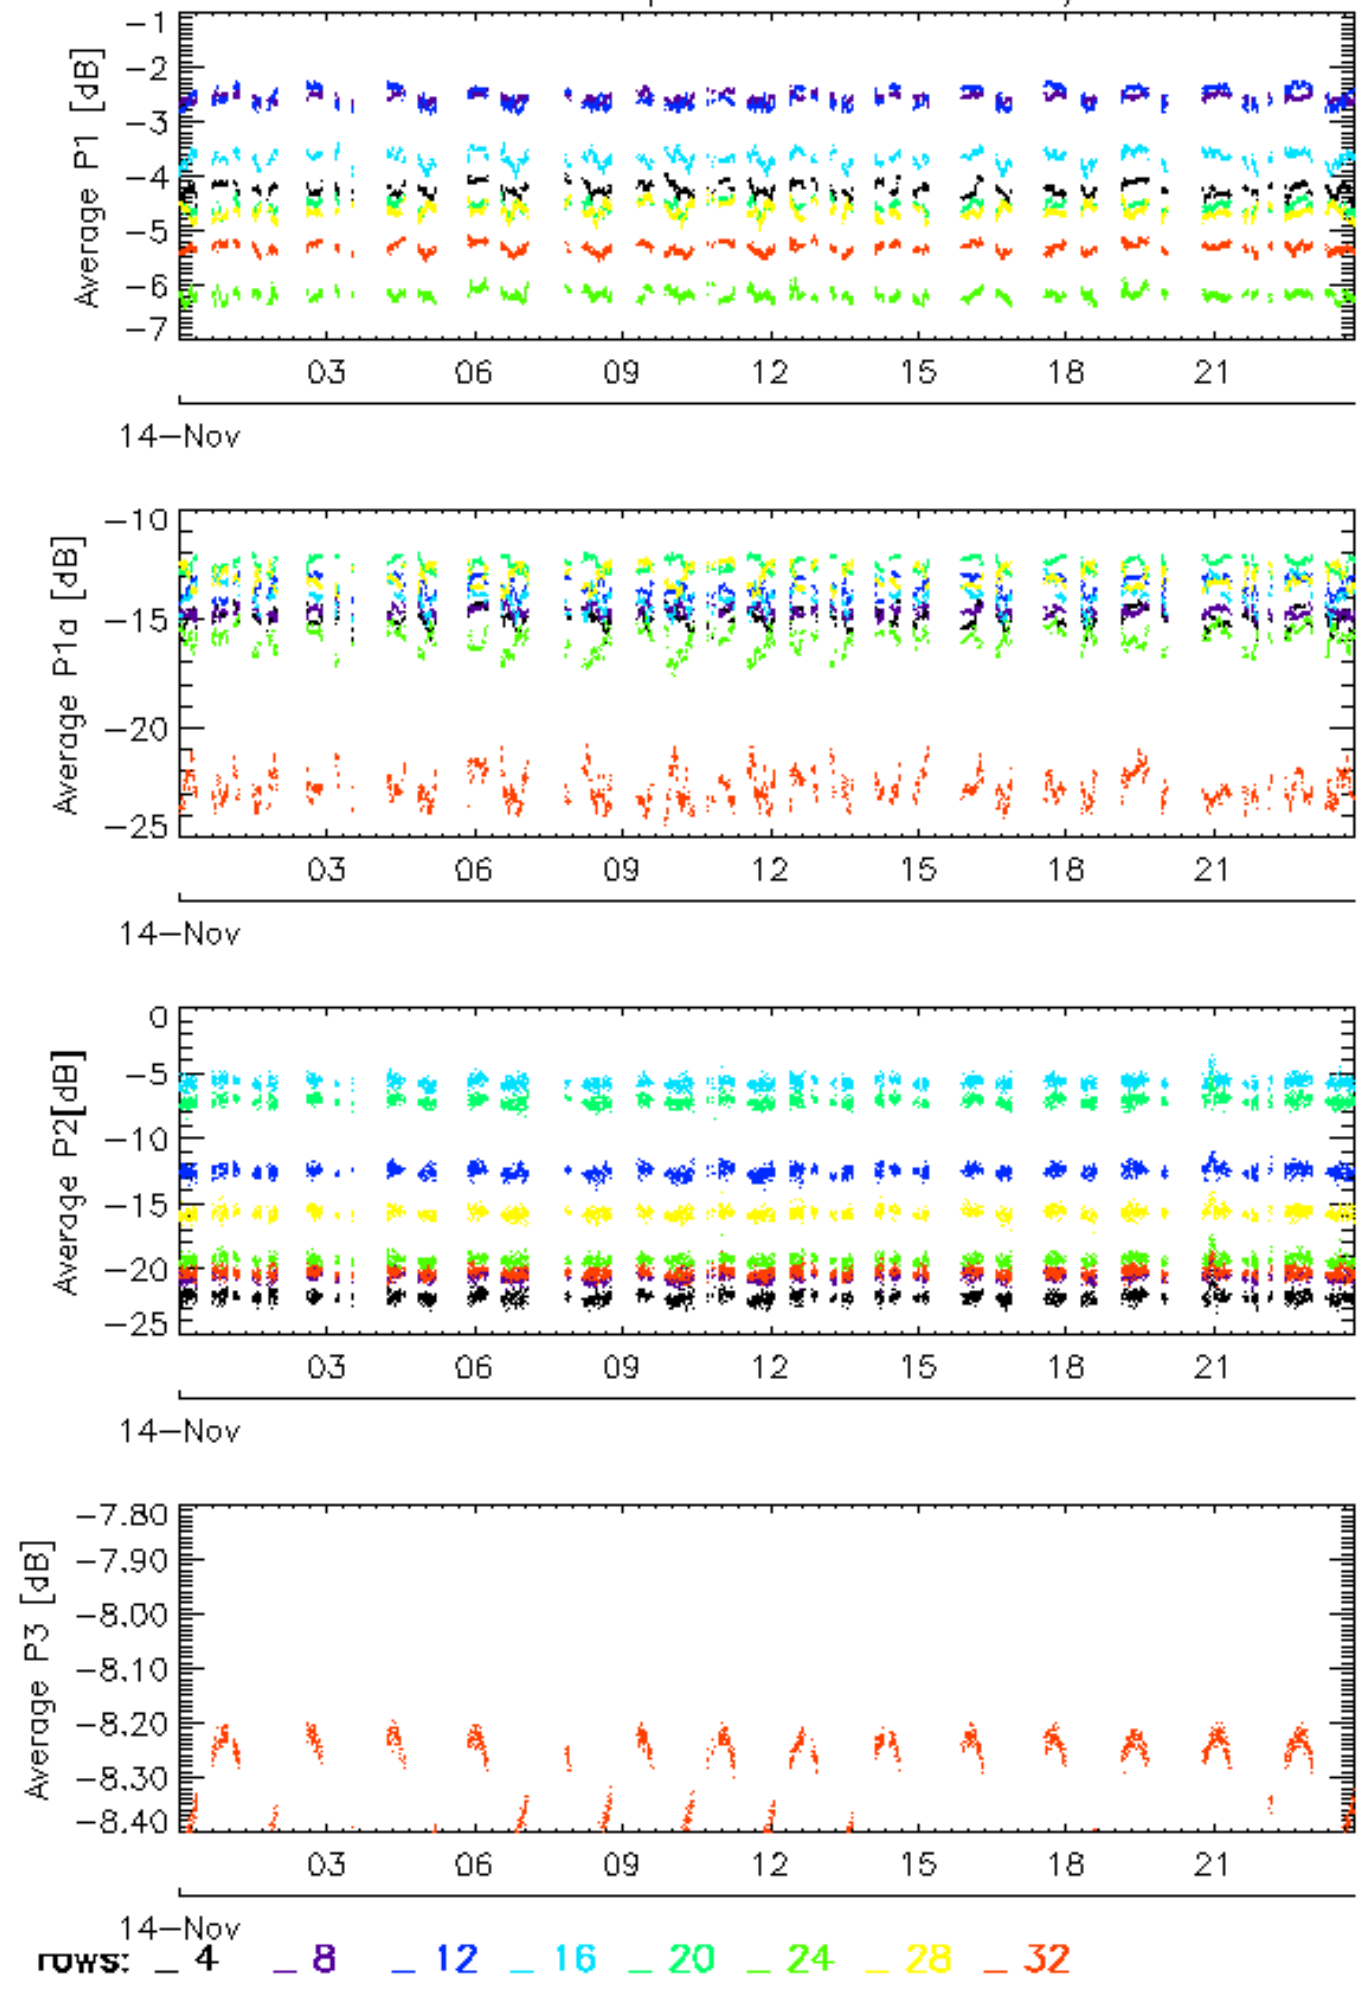 Average P1 [dB]
−1
−2
−3
−4
−5
−6
−7
03 06 09 12 15 18 21
14−Nov
Average P1a [dB]
−10
−15
−20
−25
03 06 09 12 15 18 21
14−Nov
Average P2[dB]
0
−5
−10
−15
−20
−25
03 06 09 12 15 18 21
14−Nov
Average P3 [dB]
−7.80
−7.90
−8.00
−8.10
−8.20
−8.30
−8.40
03 06 09 12 15 18 21
14−Nov
rows: _ 4 _ 8 _ 12 _ 16 _ 20 _ 24 _ 28 _ 32